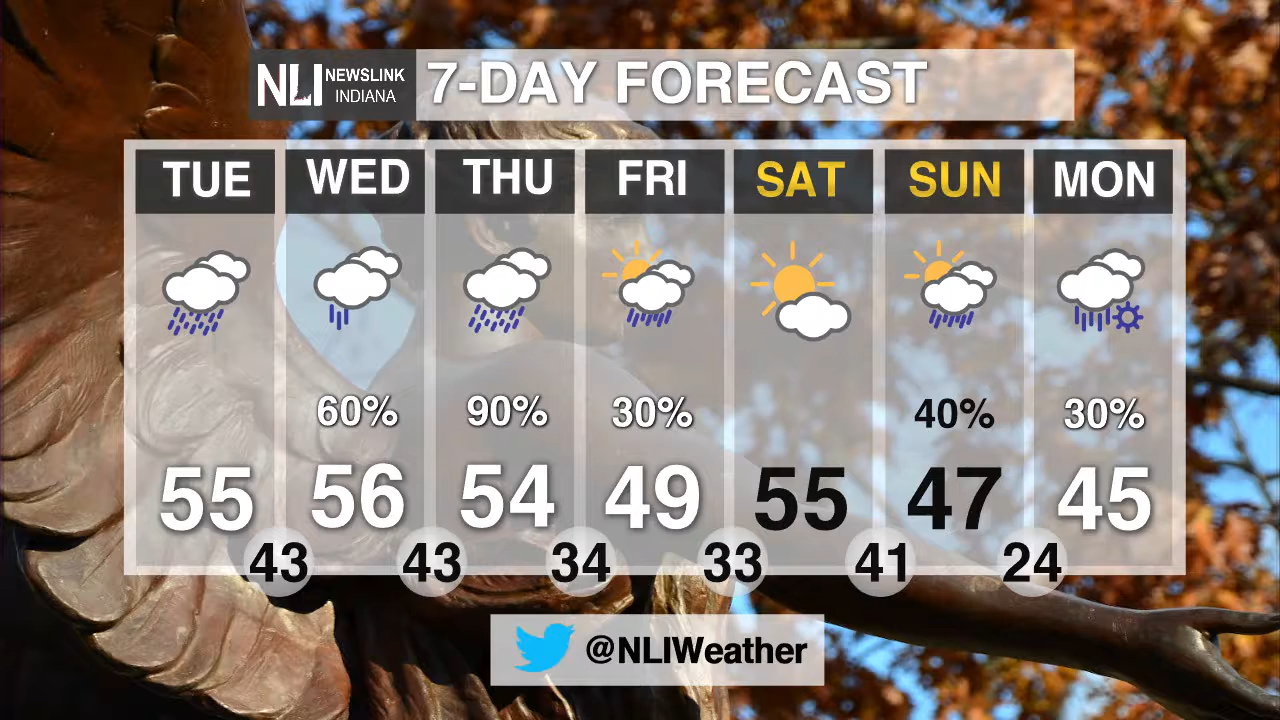 NLI NEWSLINK INDIANA 7-DAY FORECAST
TUE WED THU FRI SAT SUN MON
60% 90% 30% 40% 30%
55 56 54 49 55 47 45
43 43 34 33 41 24
@NLIWeather